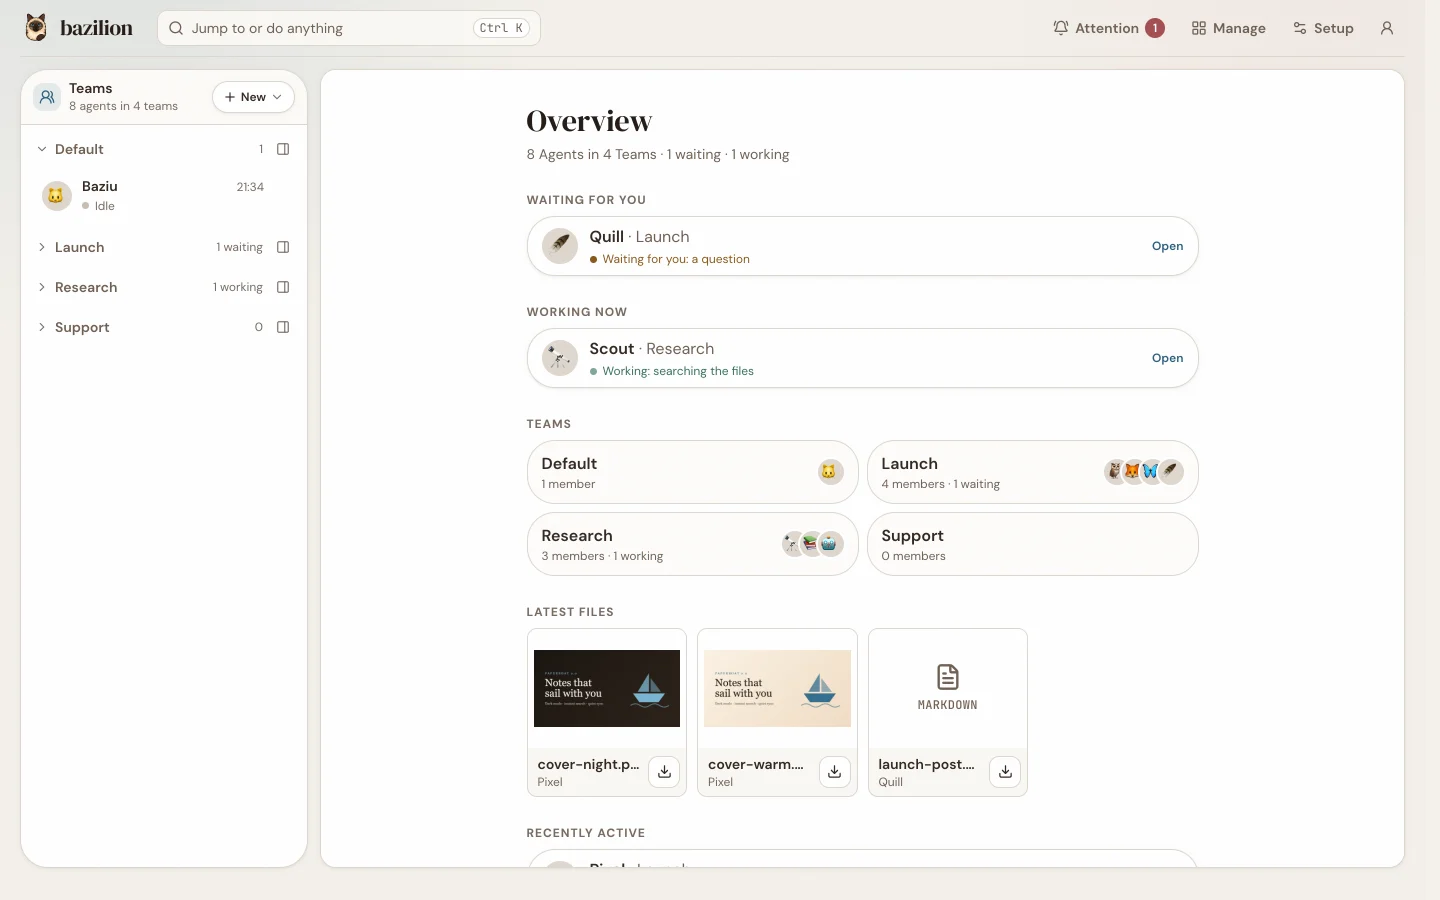 bazilion
Jump to or do anything
Ctrl K
Attention 1
Manage
Setup
Teams
8 agents in 4 teams
New
Default
1
Baziu
21:34
Idle
Launch
1 waiting
Research
1 working
Support
0
Overview
8 Agents in 4 Teams · 1 waiting · 1 working
WAITING FOR YOU
Quill · Launch
Waiting for you: a question
Open
WORKING NOW
Scout · Research
Working: searching the files
Open
TEAMS
Default
1 member
Launch
4 members · 1 waiting
Research
3 members · 1 working
Support
0 members
LATEST FILES
Notes that
sail with you
Notes that
sail with you
MARKDOWN
cover-night.p...
Pixel
cover-warm....
Pixel
launch-post....
Quill
RECENTLY ACTIVE